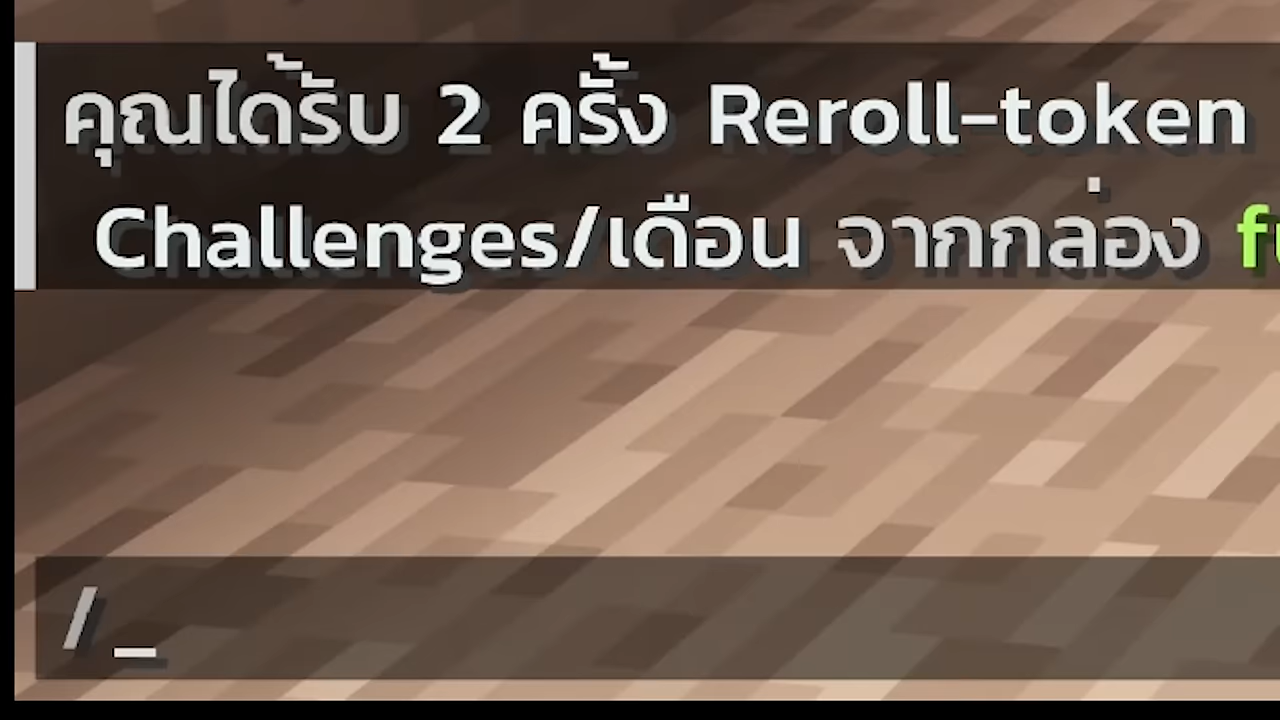 คุณได้รับ 2 ครั้ง Reroll-token
Challenges/เดือน จากกล่อง
/_